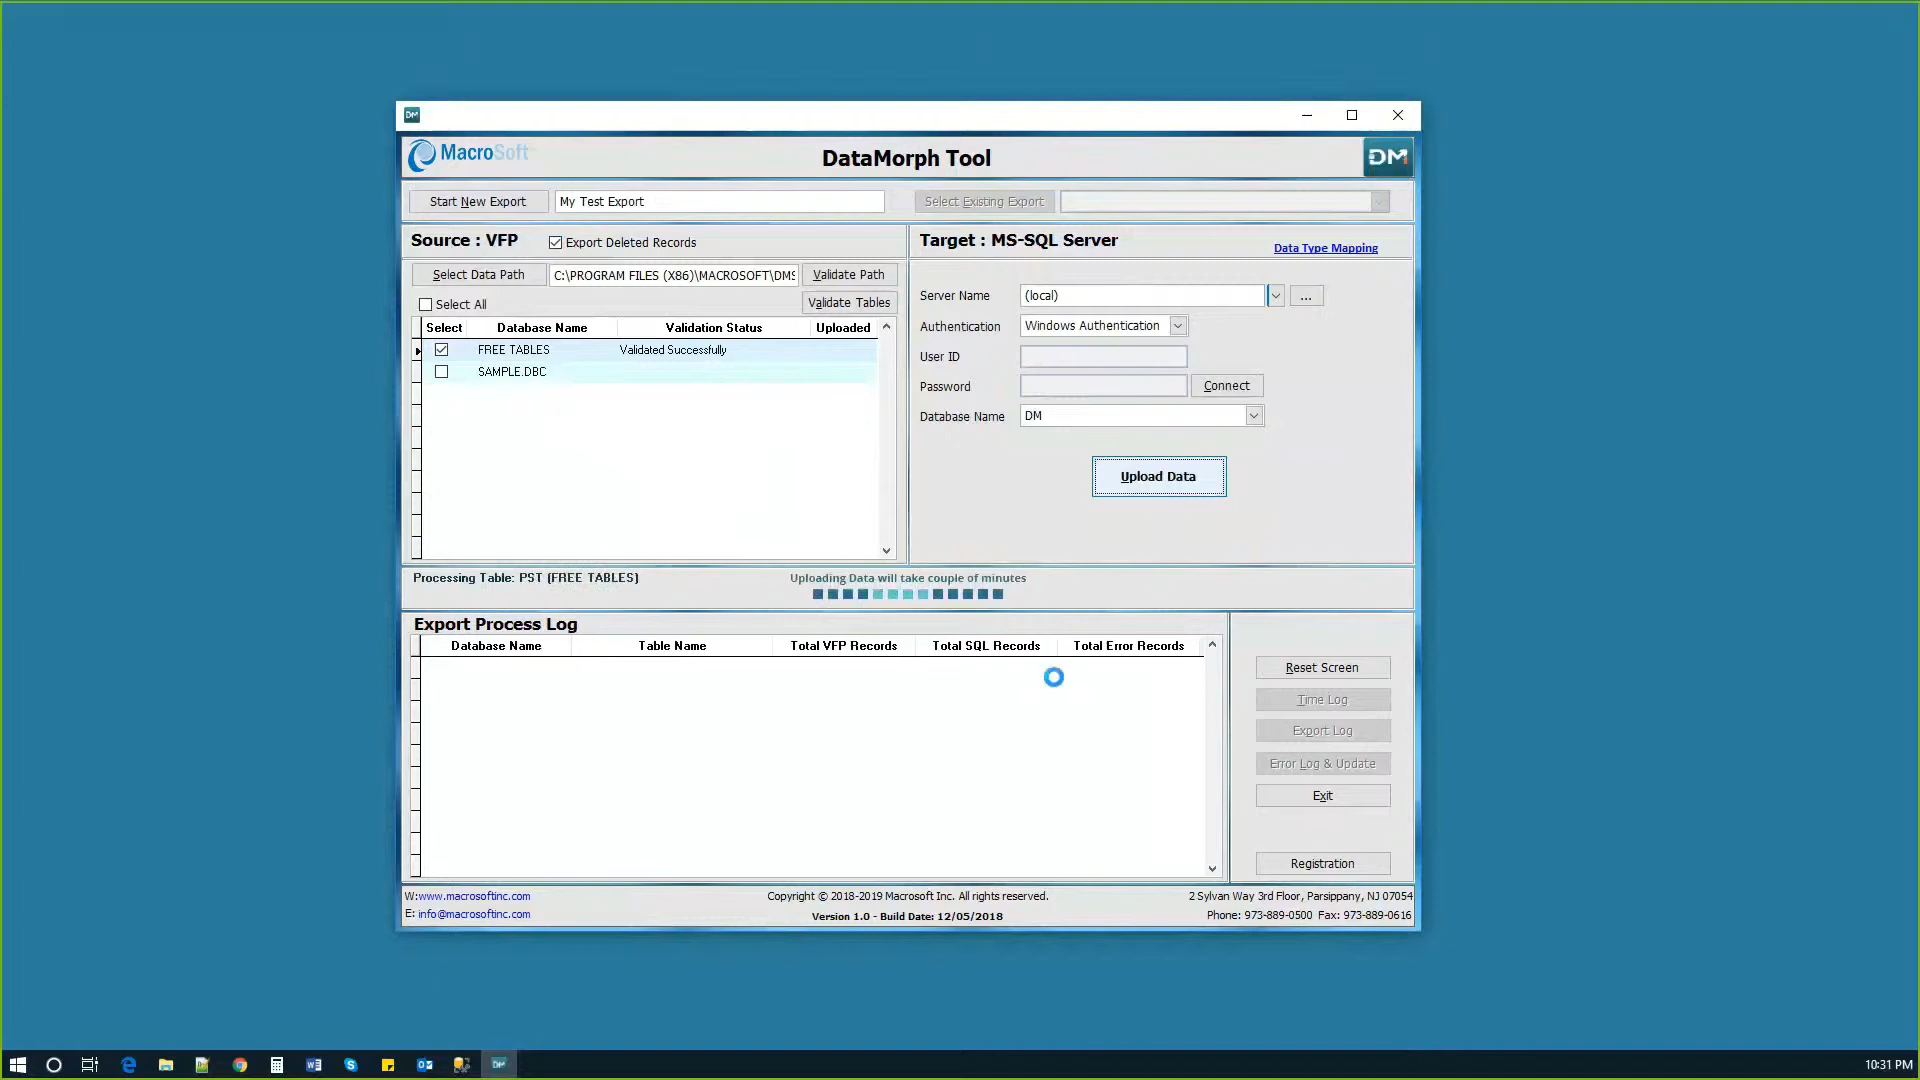 DM
MacroSoft
DataMorph Tool
DM
Start New Export
My Test Export
Select Existing Export
Source : VFP
Export Deleted Records
Target : MS-SQL Server
Data Type Mapping
Select Data Path
C:\PROGRAM FILES (X86)\MACROSOFT\DMS
Validate Path
Select All
Validate Tables
Select Database Name Validation Status Uploaded
FREE TABLES Validated Successfully
SAMPLE.DBC
Server Name (local) ...
Authentication Windows Authentication
User ID
Password Connect
Database Name DM
Upload Data
Processing Table: PST (FREE TABLES)
Uploading Data will take couple of minutes
Export Process Log
Database Name Table Name Total VFP Records Total SQL Records Total Error Records
Reset Screen
Time Log
Export Log
Error Log & Update
Exit
Registration
W:www.macrosoftinc.com
E: info@macrosoftinc.com
Copyright © 2018-2019 Macrosoft Inc. All rights reserved.
Version 1.0 - Build Date: 12/05/2018
2 Sylvan Way 3rd Floor, Parsippany, NJ 07054
Phone: 973-889-0500 Fax: 973-889-0616
DM
10:31 PM